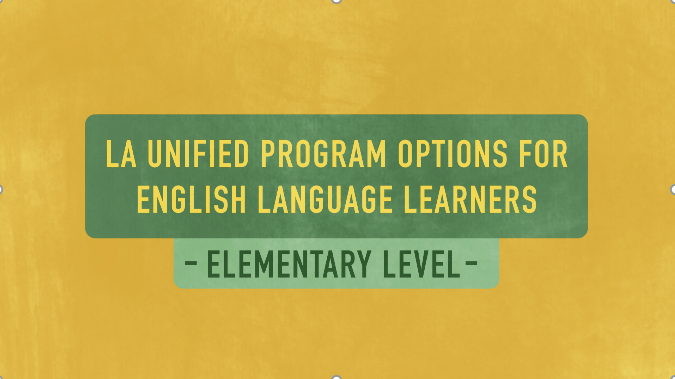 LA UNIFIED PROGRAM OPTIONS FOR
ENGLISH LANGUAGE LEARNERS
- ELEMENTARY LEVEL -